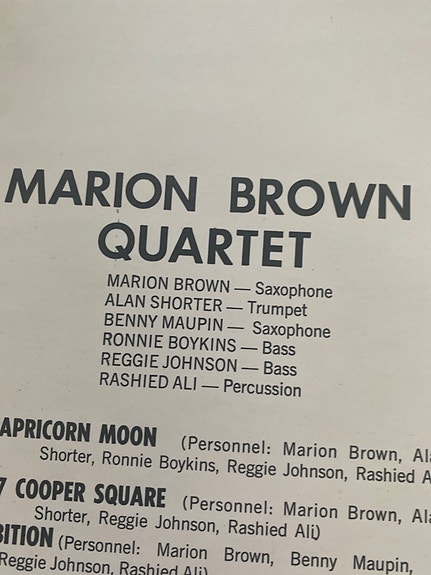 MARION BROWN
QUARTET
MARION BROWN — Saxophone
ALAN SHORTER — Trumpet
BENNY MAUPIN — Saxophone
RONNIE BOYKINS — Bass
REGGIE JOHNSON — Bass
RASHIED ALI — Percussion
APRICORN MOON (Personnel: Marion Brown, Al
Shorter, Ronnie Boykins, Reggie Johnson, Rashied A
7 COOPER SQUARE (Personnel: Marion Brown, Al
Shorter, Reggie Johnson, Rashied Ali)
BITION (Personnel: Marion Brown, Benny Maupin,
Reggie Johnson, Rashied Ali)